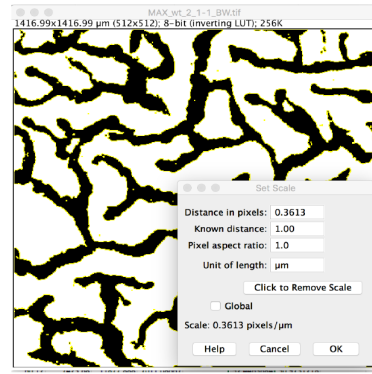 MAX_wt_2_1-1_BW.tif
1416.99x1416.99 µm (512x512); 8-bit (inverting LUT); 256K
Set Scale
Distance in pixels: 0.3613
Known distance: 1.00
Pixel aspect ratio: 1.0
Unit of length: µm
Click to Remove Scale
Global
Scale: 0.3613 pixels/µm
Help Cancel OK